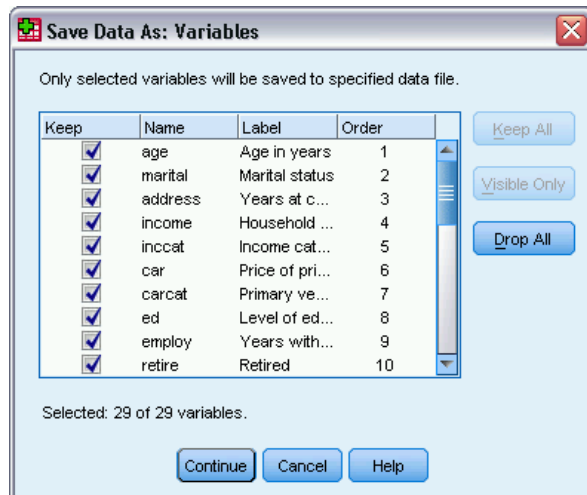 Save Data As: Variables
Only selected variables will be saved to specified data file.
Keep Name Label Order
age Age in years 1
marital Marital status 2
address Years at c... 3
income Household ... 4
inccat Income cat... 5
car Price of pri... 6
carcat Primary ve... 7
ed Level of ed... 8
employ Years with... 9
retire Retired 10
Keep All
Visible Only
Drop All
Selected: 29 of 29 variables.
Continue Cancel Help